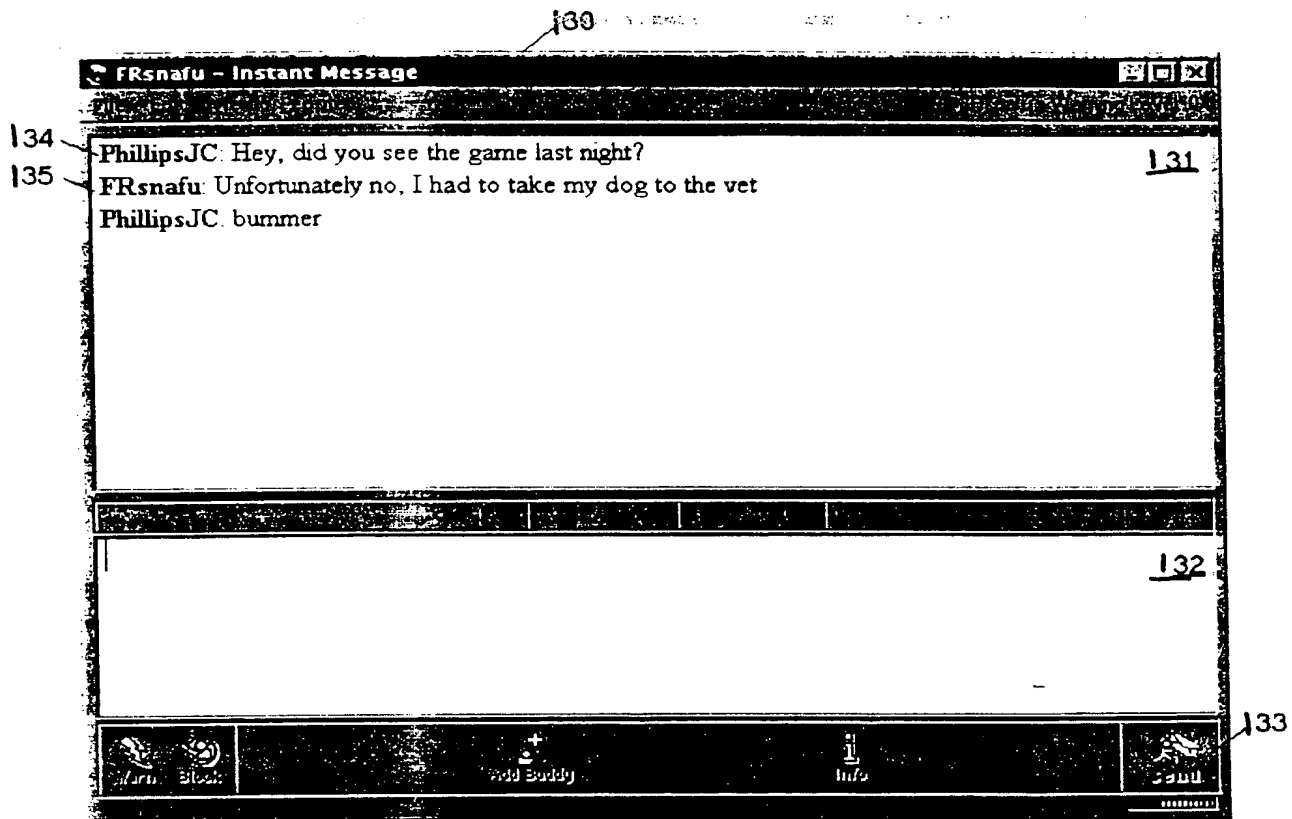 130
FRsnafu – Instant Message
134
PhillipsJC: Hey, did you see the game last night?
131
135
FRsnafu: Unfortunately no, I had to take my dog to the vet
PhillipsJC: bummer
132
133
Warn Block Add Buddy Info Send